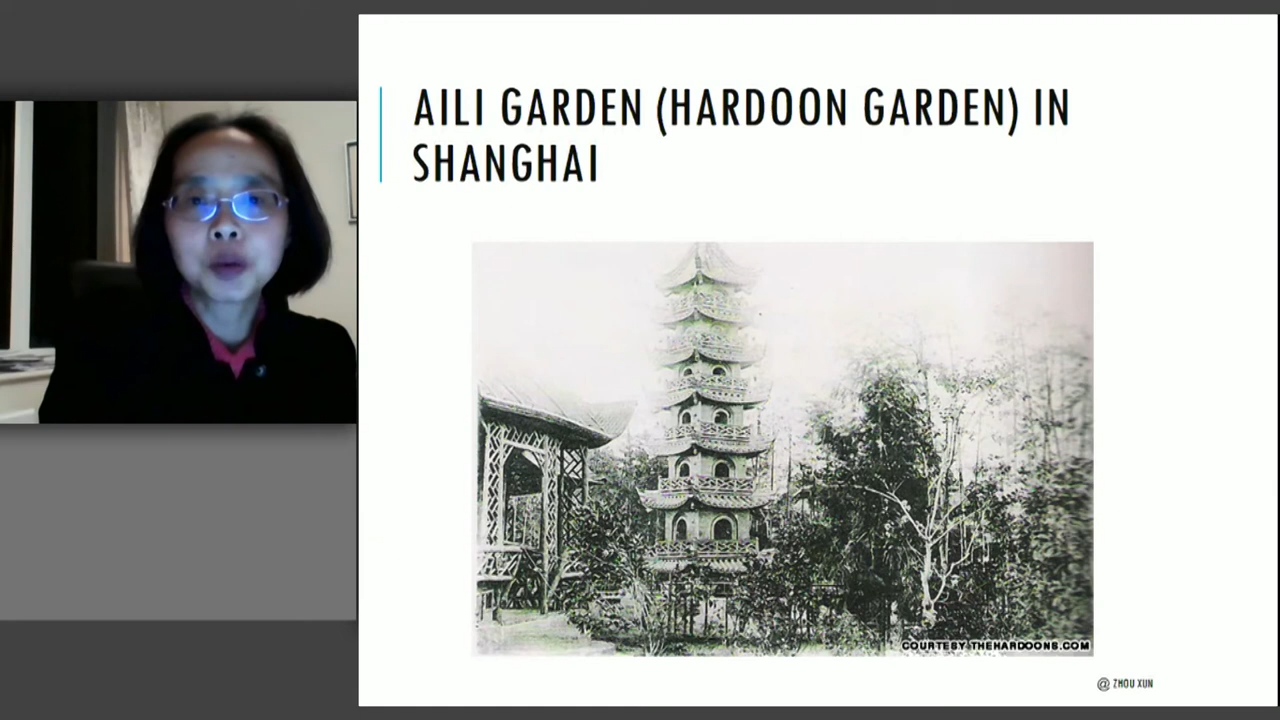 AILI GARDEN (HARDOON GARDEN) IN
SHANGHAI
COURTESY THEHARDOONS.COM
@ ZHOU XUN